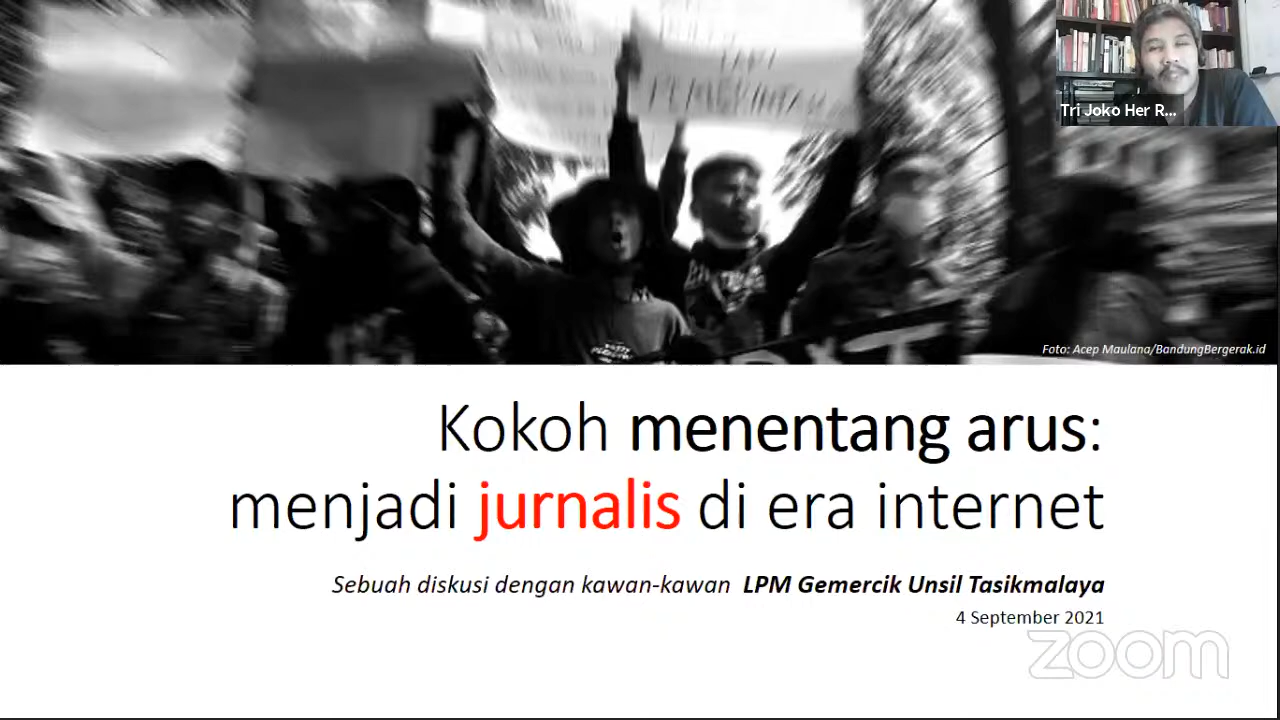 Tri Joko Her R...
Foto: Acep Maulana/BandungBergerak.id
Kokoh menentang arus:
menjadi jurnalis di era internet
Sebuah diskusi dengan kawan-kawan LPM Gemercik Unsil Tasikmalaya
4 September 2021
zoom